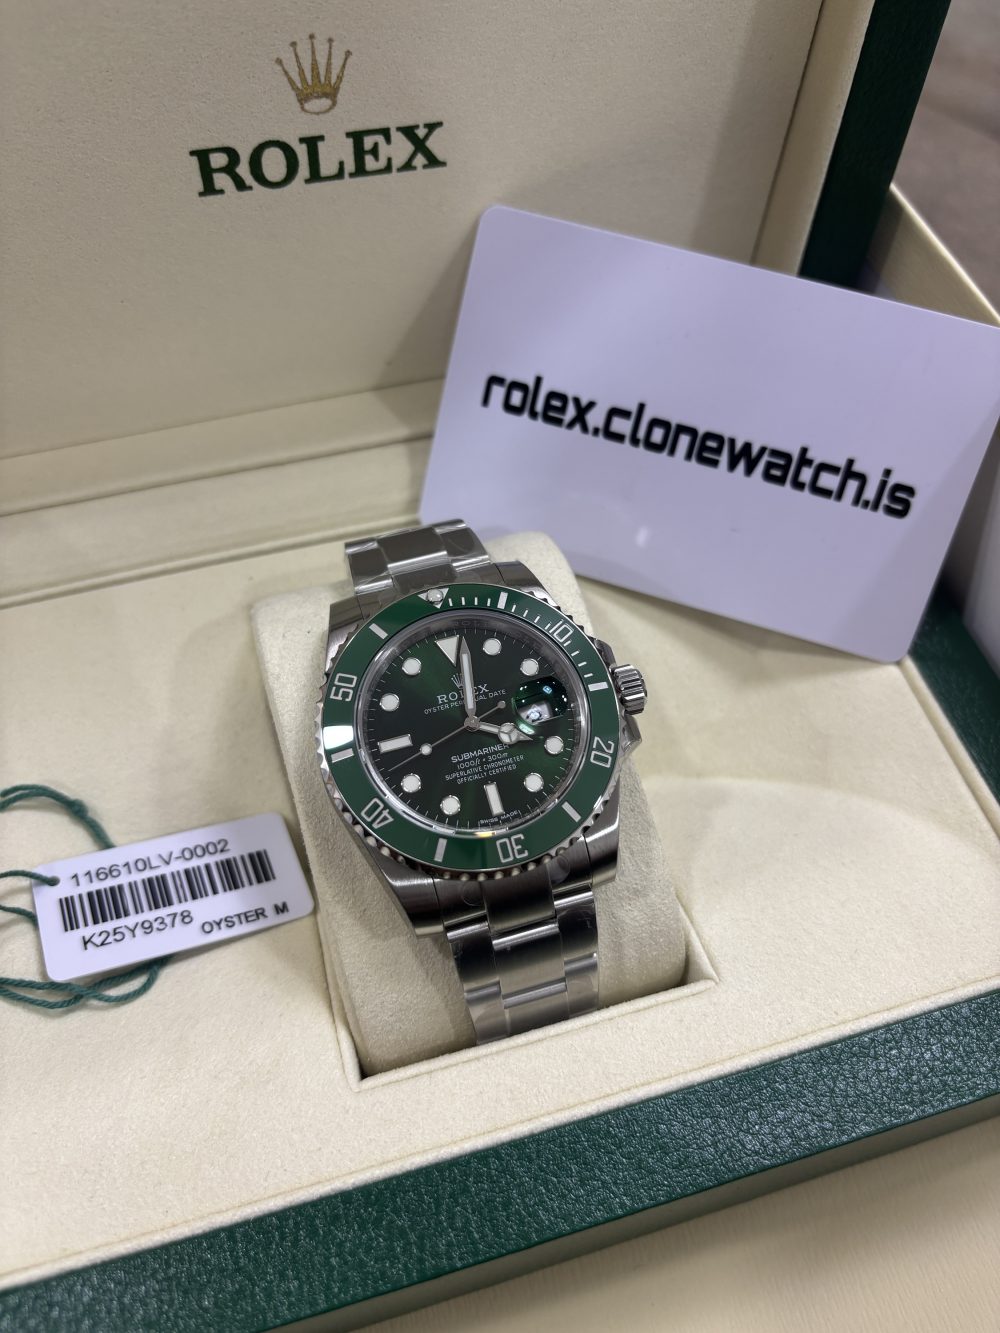 ROLEX
rolex.clonewatch.is
10
20
30
40
50
ROLEX
OYSTER PERPETUAL DATE
SUBMARINER
1000ft = 300m
SUPERLATIVE CHRONOMETER
OFFICIALLY CERTIFIED
SWISS MADE
116610LV-0002
K25Y9378 OYSTER M